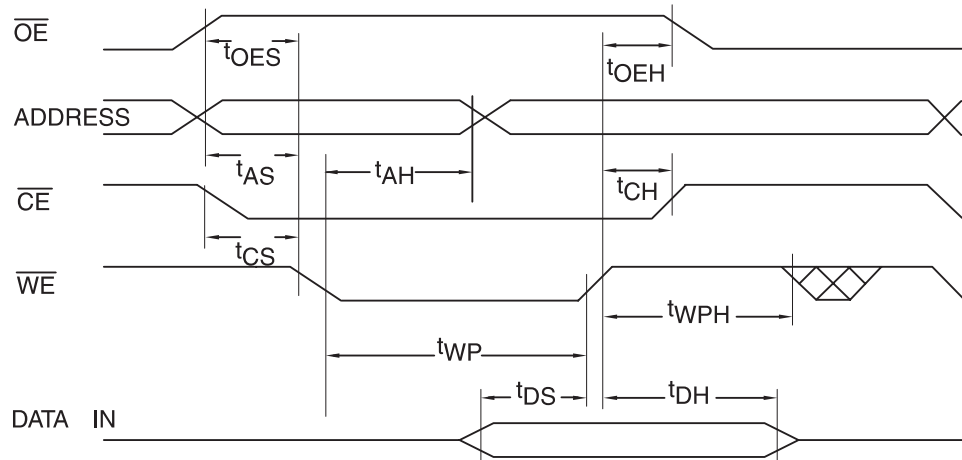 OE
tOES
tOEH
ADDRESS
tAS
tAH
tCH
CE
tCS
WE
tWPH
tWP
tDS
tDH
DATA IN